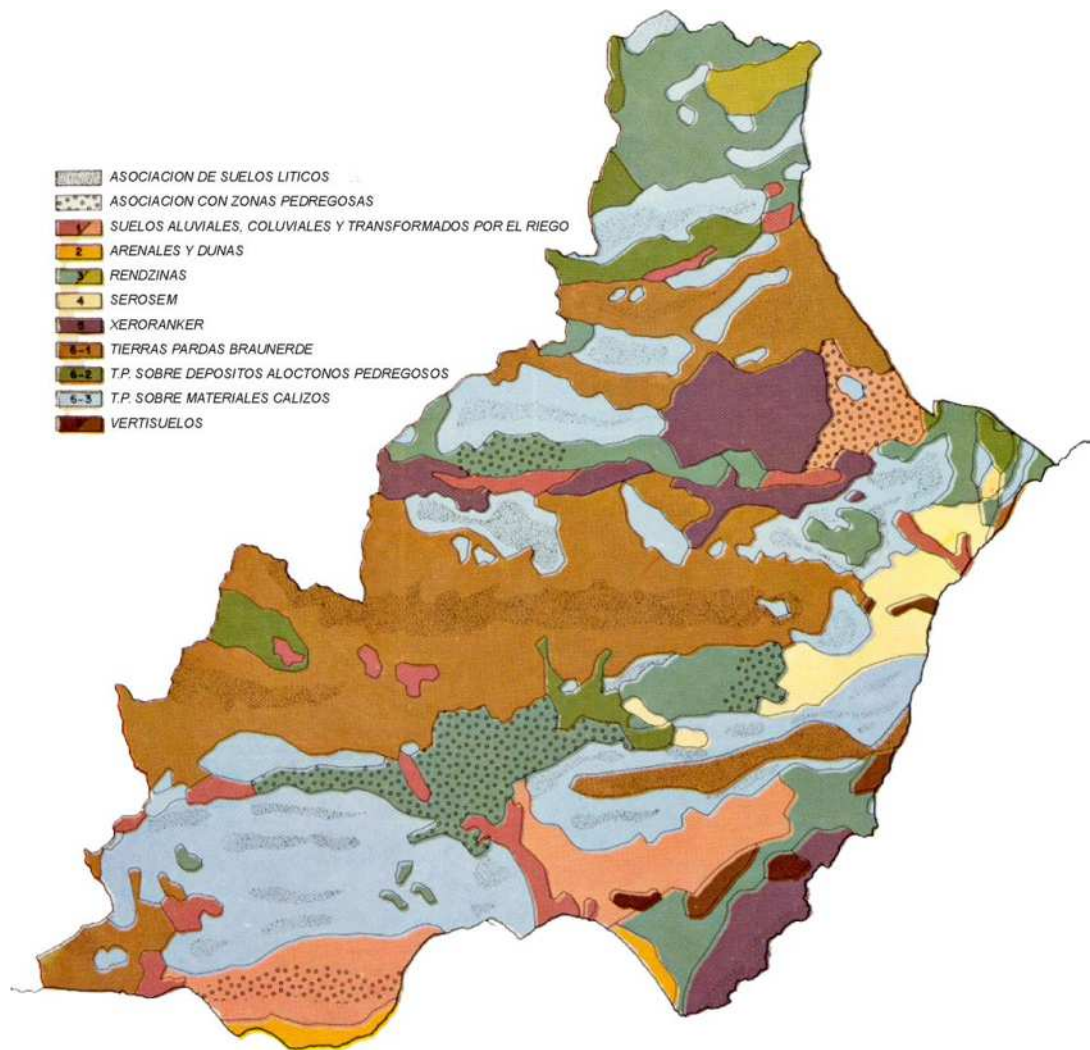 ASOCIACION DE SUELOS LITICOS
ASOCIACION CON ZONAS PEDREGOSAS
1 SUELOS ALUVIALES, COLUVIALES Y TRANSFORMADOS POR EL RIEGO
2 ARENALES Y DUNAS
3 RENDZINAS
4 SEROSEM
5 XERORANKER
6-1 TIERRAS PARDAS BRAUNERDE
6-2 T.P. SOBRE DEPOSITOS ALOCTONOS PEDREGOSOS
6-3 T.P. SOBRE MATERIALES CALIZOS
VERTISUELOS